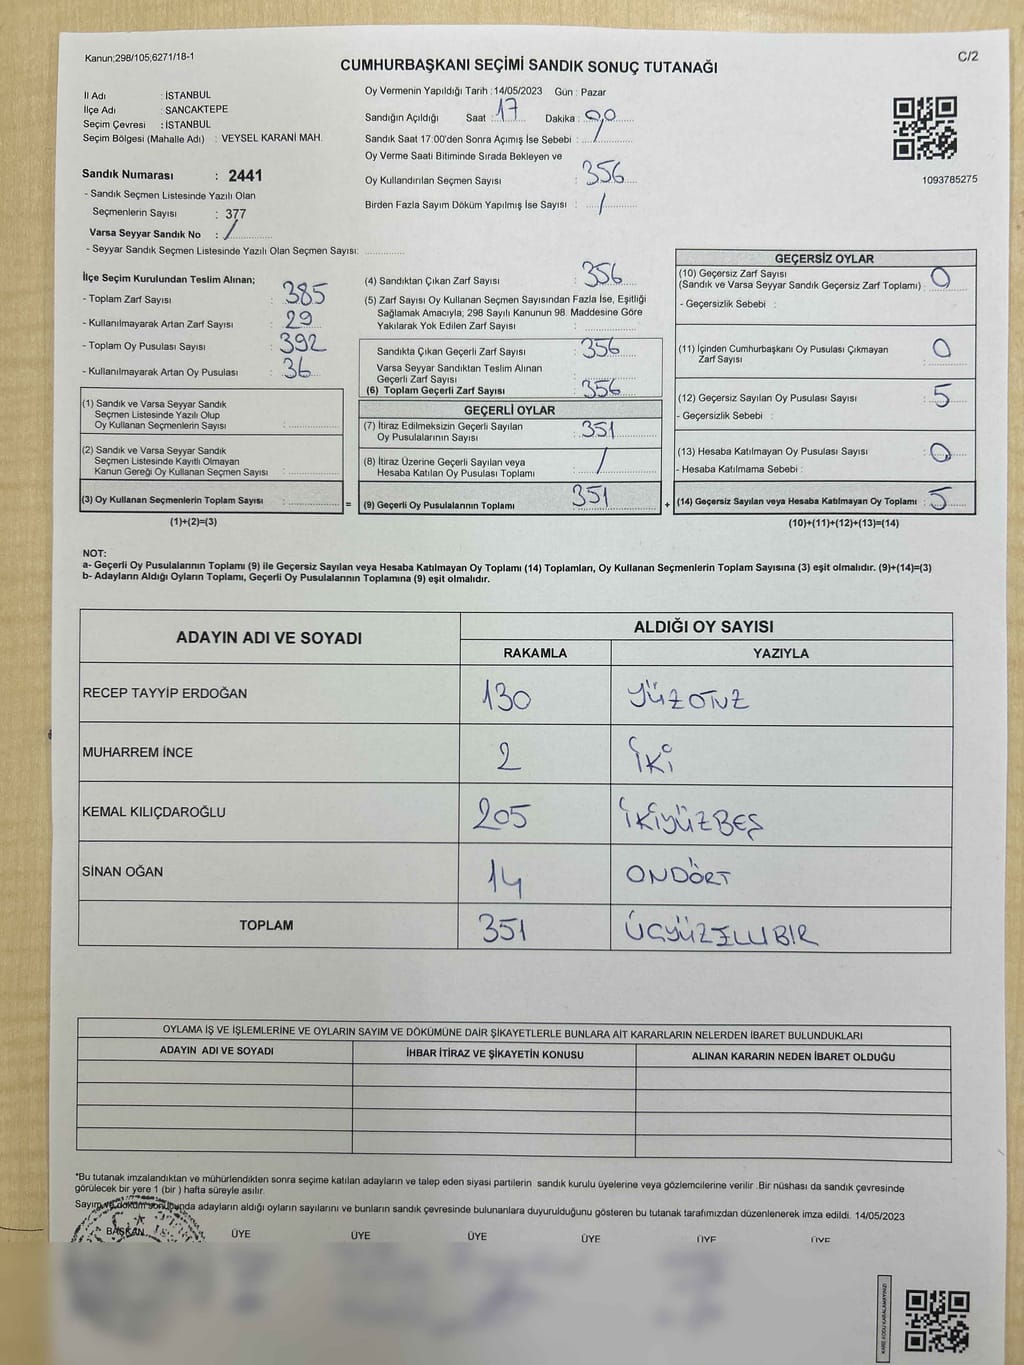 Kanun;298/105;6271/18-1
C/2
CUMHURBAŞKANI SEÇİMİ SANDIK SONUÇ TUTANAĞI
İl Adı : İSTANBUL
İlçe Adı : SANCAKTEPE
Seçim Çevresi : İSTANBUL
Seçim Bölgesi (Mahalle Adı) : VEYSEL KARANİ MAH.
Sandık Numarası : 2441
- Sandık Seçmen Listesinde Yazılı Olan
Seçmenlerin Sayısı : 377
Varsa Seyyar Sandık No : /
- Seyyar Sandık Seçmen Listesinde Yazılı Olan Seçmen Sayısı:
Oy Vermenin Yapıldığı Tarih :14/05/2023 Gün : Pazar
Sandığın Açıldığı Saat : 17 Dakika : 00
Sandık Saat 17:00'den Sonra Açımış İse Sebebi : /
Oy Verme Saati Bitiminde Sırada Bekleyen ve
Oy Kullandırılan Seçmen Sayısı : 356
Birden Fazla Sayım Döküm Yapılmış İse Sayısı : /
1093785275
İlçe Seçim Kurulundan Teslim Alınan;
- Toplam Zarf Sayısı : 385
- Kullanılmayarak Artan Zarf Sayısı : 29
- Toplam Oy Pusulası Sayısı : 392
- Kullanılmayarak Artan Oy Pusulası : 36
(1) Sandık ve Varsa Seyyar Sandık
Seçmen Listesinde Yazılı Olup
Oy Kullanan Seçmenlerin Sayısı :
(2) Sandık ve Varsa Seyyar Sandık
Seçmen Listesinde Kayıtlı Olmayan
Kanun Gereği Oy Kullanan Seçmen Sayısı :
(3) Oy Kullanan Seçmenlerin Toplam Sayısı :
(1)+(2)=(3)
(4) Sandıktan Çıkan Zarf Sayısı : 356
(5) Zarf Sayısı Oy Kullanan Seçmen Sayısından Fazla İse, Eşitliği
Sağlamak Amacıyla; 298 Sayılı Kanunun 98. Maddesine Göre
Yakılarak Yok Edilen Zarf Sayısı :
Sandıkta Çıkan Geçerli Zarf Sayısı : 356
Varsa Seyyar Sandıktan Teslim Alınan
Geçerli Zarf Sayısı :
(6) Toplam Geçerli Zarf Sayısı : 356
GEÇERLİ OYLAR
(7) İtiraz Edilmeksizin Geçerli Sayılan
Oy Pusulalarının Sayısı : 351
(8) İtiraz Üzerine Geçerli Sayılan veya
Hesaba Katılan Oy Pusulası Toplamı : /
= (9) Geçerli Oy Pusulalarının Toplamı : 351
GEÇERSİZ OYLAR
(10) Geçersiz Zarf Sayısı
(Sandık ve Varsa Seyyar Sandık Geçersiz Zarf Toplamı) : 0
- Geçersizlik Sebebi :
(11) İçinden Cumhurbaşkanı Oy Pusulası Çıkmayan
Zarf Sayısı : 0
(12) Geçersiz Sayılan Oy Pusulası Sayısı : 5
- Geçersizlik Sebebi :
(13) Hesaba Katılmayan Oy Pusulası Sayısı : 0
- Hesaba Katılmama Sebebi :
+ (14) Geçersiz Sayılan veya Hesaba Katılmayan Oy Toplamı : 5
(10)+(11)+(12)+(13)=(14)
NOT:
a- Geçerli Oy Pusulalarının Toplamı (9) ile Geçersiz Sayılan veya Hesaba Katılmayan Oy Toplamı (14) Toplamları, Oy Kullanan Seçmenlerin Toplam Sayısına (3) eşit olmalıdır. (9)+(14)=(3)
b- Adayların Aldığı Oyların Toplamı, Geçerli Oy Pusulalarının Toplamına (9) eşit olmalıdır.
ADAYIN ADI VE SOYADI
ALDIĞI OY SAYISI
RAKAMLA YAZIYLA
RECEP TAYYİP ERDOĞAN 130 YÜZOTUZ
MUHARREM İNCE 2 İKİ
KEMAL KILIÇDAROĞLU 205 İKİYÜZBEŞ
SİNAN OĞAN 14 ONDÖRT
TOPLAM 351 ÜÇYÜZELLİBİR
OYLAMA İŞ VE İŞLEMLERİNE VE OYLARIN SAYIM VE DÖKÜMÜNE DAİR ŞİKAYETLERLE BUNLARA AİT KARARLARIN NELERDEN İBARET BULUNDUKLARI
ADAYIN ADI VE SOYADI İHBAR İTİRAZ VE ŞİKAYETİN KONUSU ALINAN KARARIN NEDEN İBARET OLDUĞU
*Bu tutanak imzalandıktan ve mühürlendikten sonra seçime katılan adayların ve talep eden siyasi partilerin sandık kurulu üyelerine veya gözlemcilerine verilir .Bir nüshası da sandık çevresinde
görülecek bir yere 1 (bir ) hafta süreyle asılır.
Sayım ve döküm sonubunda adayların aldığı oyların sayılarını ve bunların sandık çevresinde bulunanlara duyurulduğunu gösteren bu tutanak tarafımızdan düzenlenerek imza edildi. 14/05/2023
BAŞKAN ÜYE ÜYE ÜYE ÜYE ÜYE ÜYE
KARE KODU KARALAMAYINIZ!